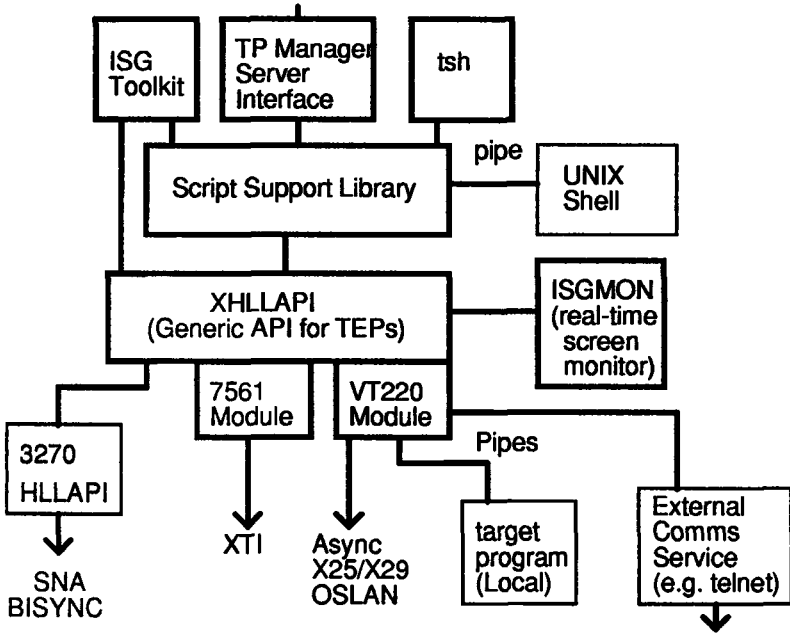 ISG
Toolkit
TP Manager
Server
Interface
tsh
pipe
Script Support Library
UNIX
Shell
XHLLAPI
(Generic API for TEPs)
ISGMON
(real-time
screen
monitor)
7561
Module
VT220
Module
3270
HLLAPI
Pipes
XTI
Async
X25/X29
OSLAN
target
program
(Local)
External
Comms
Service
(e.g. telnet)
SNA
BISYNC